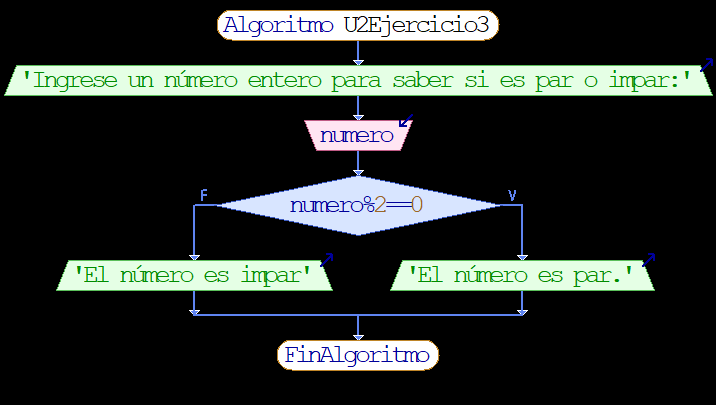 Algoritmo U2Ejercicio3
'Ingrese un número entero para saber si es par o impar:'
numero
numero%2==0
F
V
'El número es impar'
'El número es par.'
FinAlgoritmo